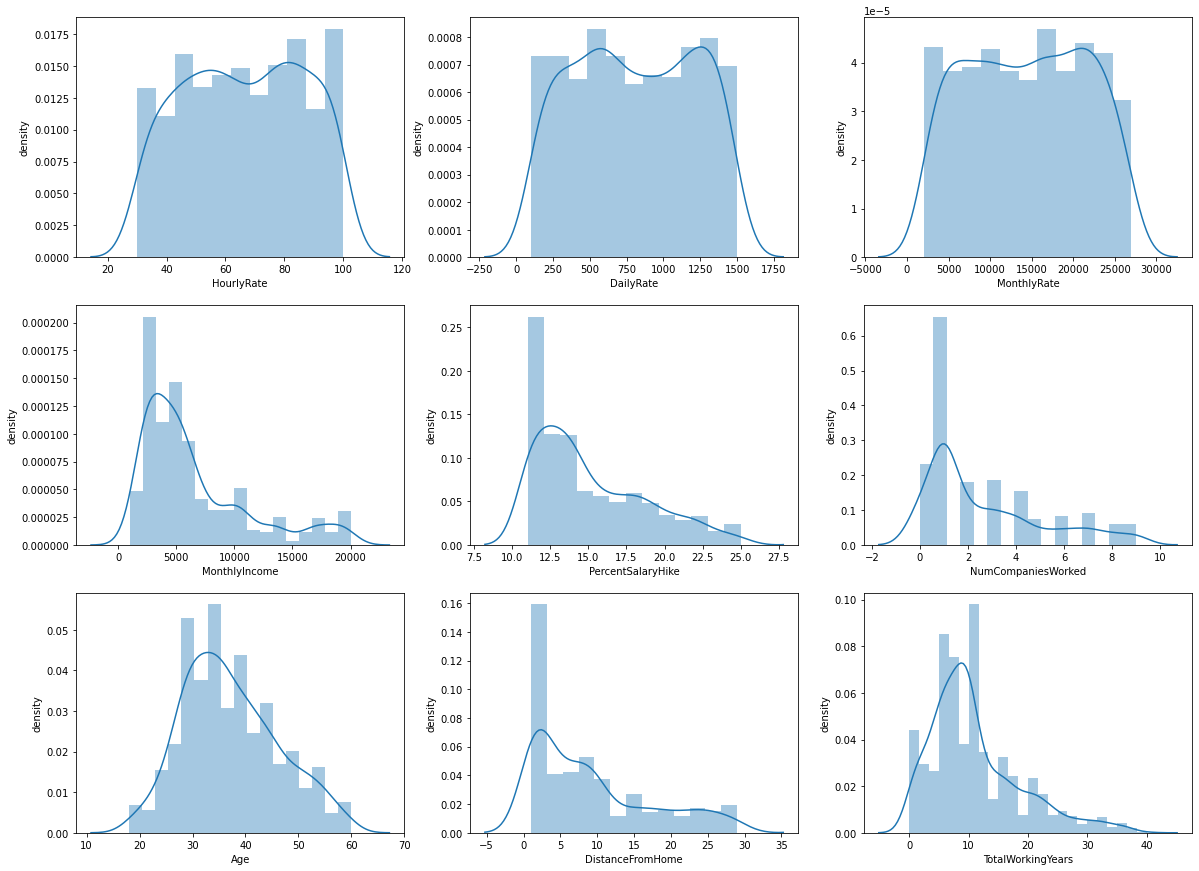 1e−5
0.0175
0.0150
0.0125
0.0100
0.0075
0.0050
0.0025
0.0000
density
20 40 60 80 100 120
HourlyRate
0.0008
0.0007
0.0006
0.0005
0.0004
0.0003
0.0002
0.0001
0.0000
density
−250 0 250 500 750 1000 1250 1500 1750
DailyRate
4
3
2
1
0
density
−5000 0 5000 10000 15000 20000 25000 30000
MonthlyRate
0.000200
0.000175
0.000150
0.000125
0.000100
0.000075
0.000050
0.000025
0.000000
density
0 5000 10000 15000 20000
MonthlyIncome
0.25
0.20
0.15
0.10
0.05
0.00
density
7.5 10.0 12.5 15.0 17.5 20.0 22.5 25.0 27.5
PercentSalaryHike
0.6
0.5
0.4
0.3
0.2
0.1
0.0
density
−2 0 2 4 6 8 10
NumCompaniesWorked
0.05
0.04
0.03
0.02
0.01
0.00
density
10 20 30 40 50 60 70
Age
0.16
0.14
0.12
0.10
0.08
0.06
0.04
0.02
0.00
density
−5 0 5 10 15 20 25 30 35
DistanceFromHome
0.10
0.08
0.06
0.04
0.02
0.00
density
0 10 20 30 40
TotalWorkingYears